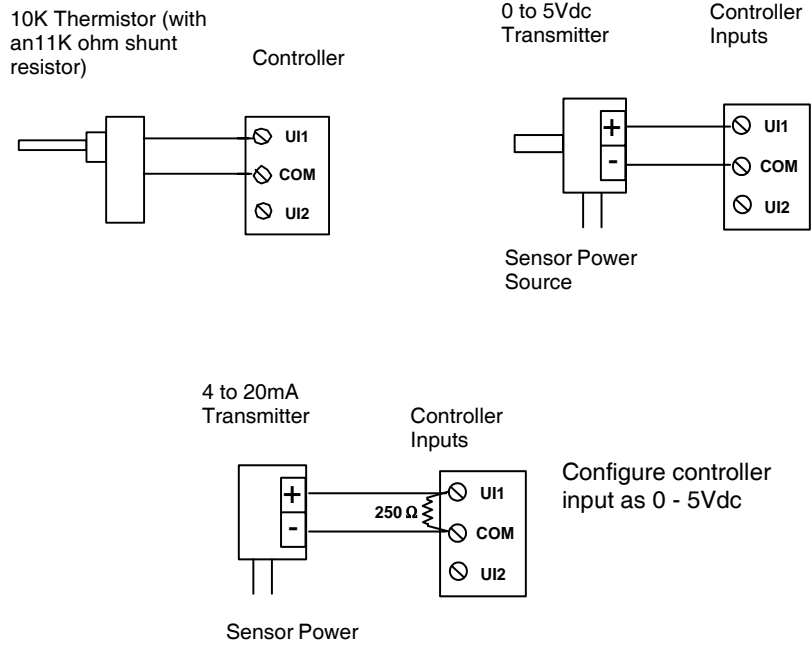 10K Thermistor (with
an11K ohm shunt
resistor)
Controller
UI1
COM
UI2
0 to 5Vdc
Transmitter
Controller
Inputs
+
-
UI1
COM
UI2
Sensor Power
Source
4 to 20mA
Transmitter
Controller
Inputs
+
-
250 Ω
UI1
COM
UI2
Configure controller
input as 0 - 5Vdc
Sensor Power